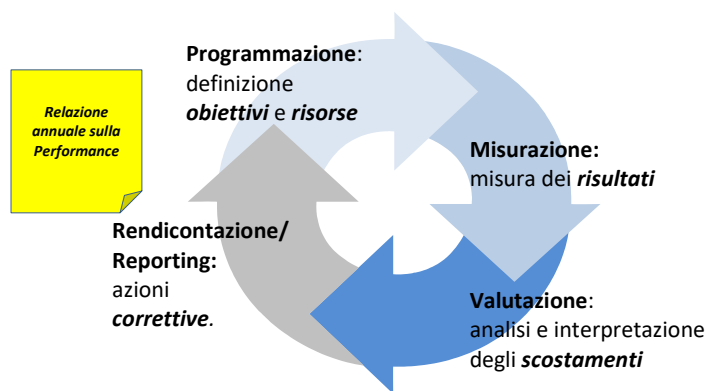 Programmazione:
definizione
obiettivi e risorse
Relazione
annuale sulla
Performance
Misurazione:
misura dei risultati
Rendicontazione/
Reporting:
azioni
correttive.
Valutazione:
analisi e interpretazione
degli scostamenti